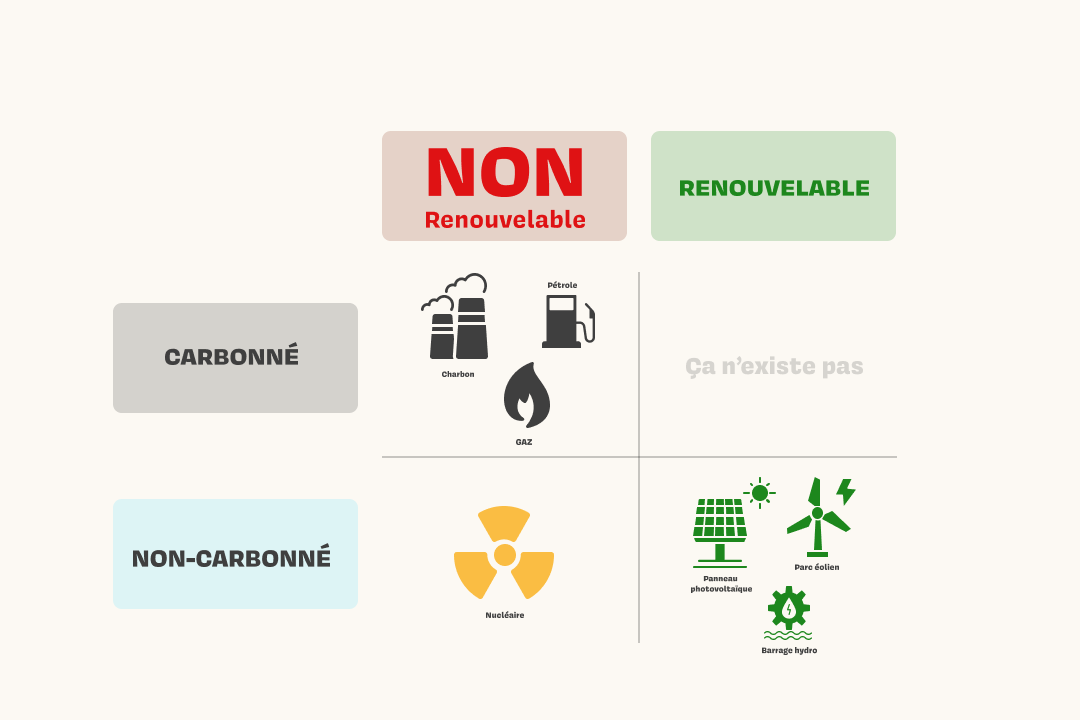 NON
Renouvelable
RENOUVELABLE
CARBONNÉ
Pétrole
Charbon
GAZ
Ça n’existe pas
NON-CARBONNÉ
Nucléaire
Panneau
photovoltaïque
Parc éolien
Barrage hydro